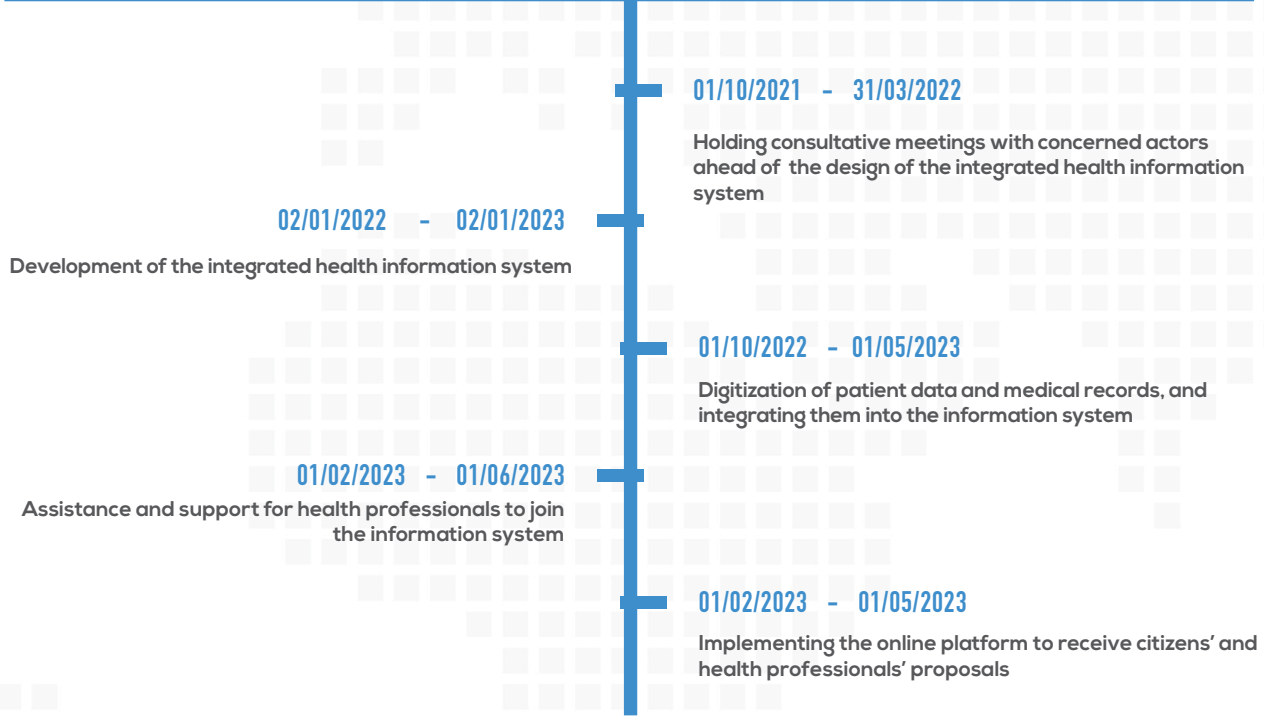 01/10/2021 - 31/03/2022
Holding consultative meetings with concerned actors
ahead of the design of the integrated health information
system
02/01/2022 - 02/01/2023
Development of the integrated health information system
01/10/2022 - 01/05/2023
Digitization of patient data and medical records, and
integrating them into the information system
01/02/2023 - 01/06/2023
Assistance and support for health professionals to join
the information system
01/02/2023 - 01/05/2023
Implementing the online platform to receive citizens’ and
health professionals’ proposals